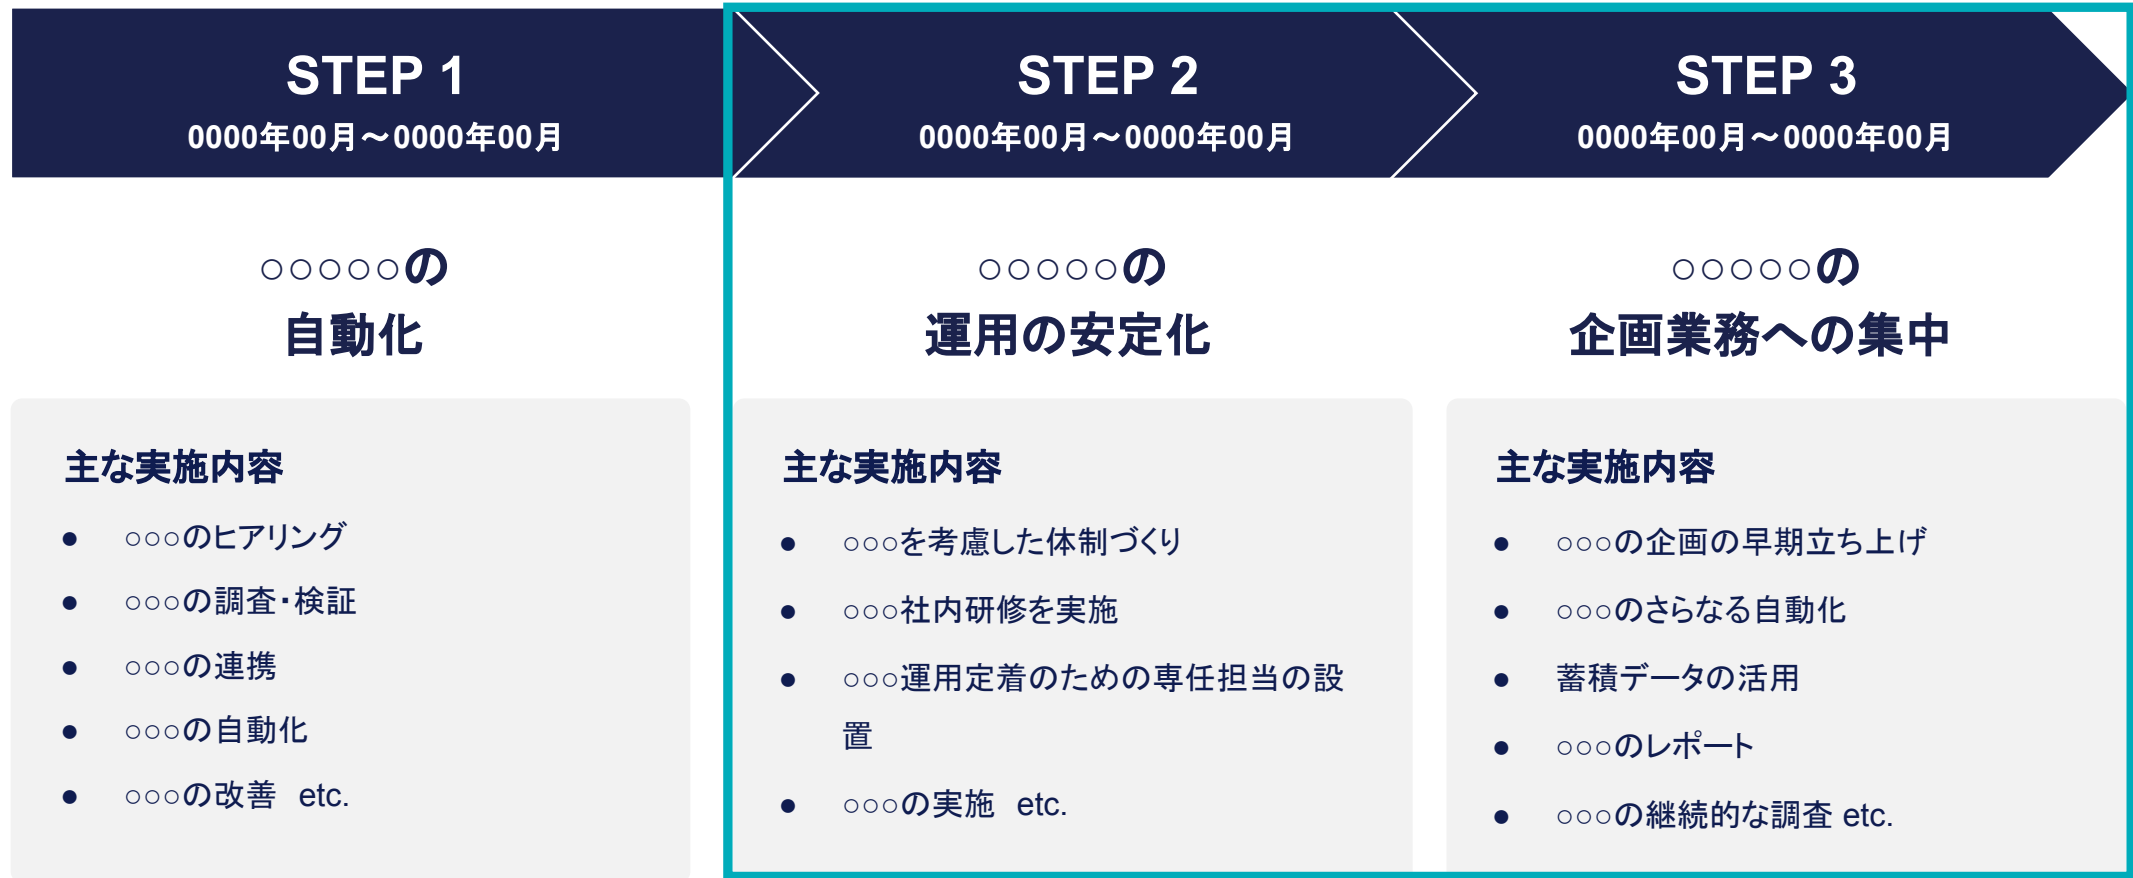 STEP 1
0000年00月～0000年00月
○○○○○の
自動化
主な実施内容
● ○○○のヒアリング
● ○○○の調査・検証
● ○○○の連携
● ○○○の自動化
● ○○○の改善 etc.
STEP 2
0000年00月～0000年00月
○○○○○の
運用の安定化
主な実施内容
● ○○○を考慮した体制づくり
● ○○○社内研修を実施
● ○○○運用定着のための専任担当の設
置
● ○○○の実施 etc.
STEP 3
0000年00月～0000年00月
○○○○○の
企画業務への集中
主な実施内容
● ○○○の企画の早期立ち上げ
● ○○○のさらなる自動化
● 蓄積データの活用
● ○○○のレポート
● ○○○の継続的な調査 etc.